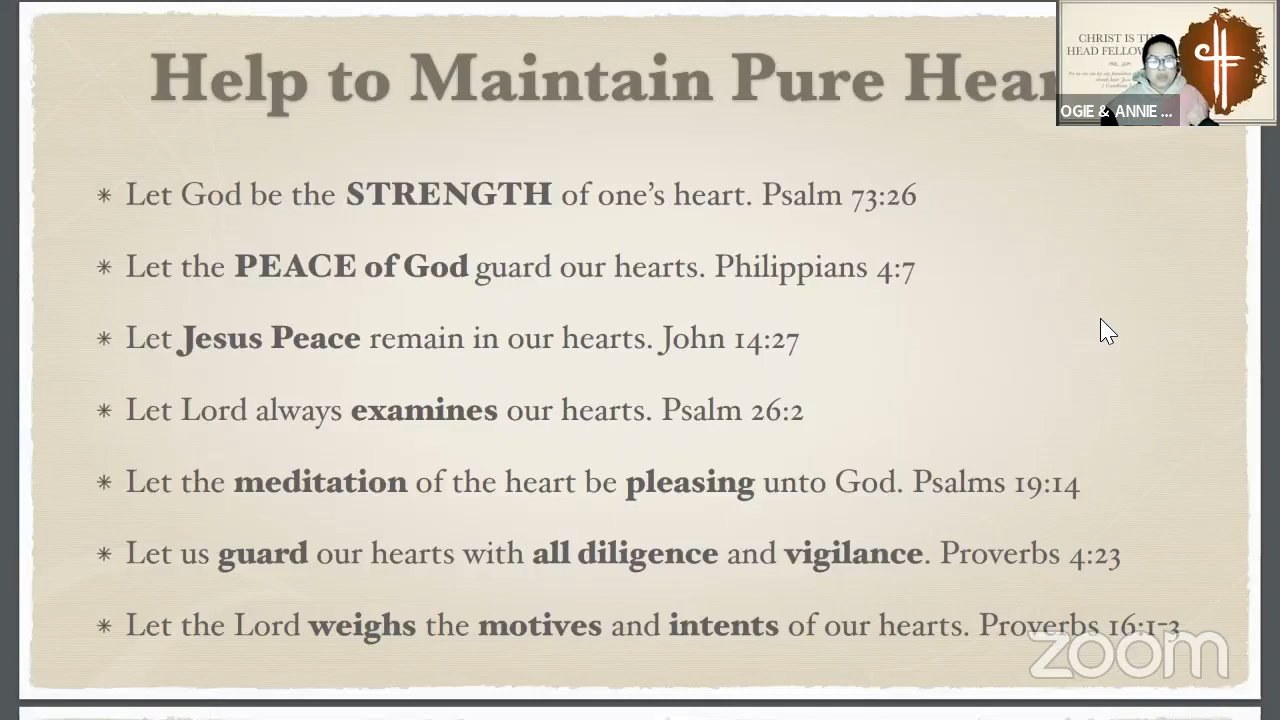 Help to Maintain Pure Hear
CHRIST IS TH
HEAD FELLOW
OGIE & ANNIE ...
* Let God be the STRENGTH of one's heart. Psalm 73:26
* Let the PEACE of God guard our hearts. Philippians 4:7
* Let Jesus Peace remain in our hearts. John 14:27
* Let Lord always examines our hearts. Psalm 26:2
* Let the meditation of the heart be pleasing unto God. Psalms 19:14
* Let us guard our hearts with all diligence and vigilance. Proverbs 4:23
* Let the Lord weighs the motives and intents of our hearts. Proverbs 16:1-3
zoom